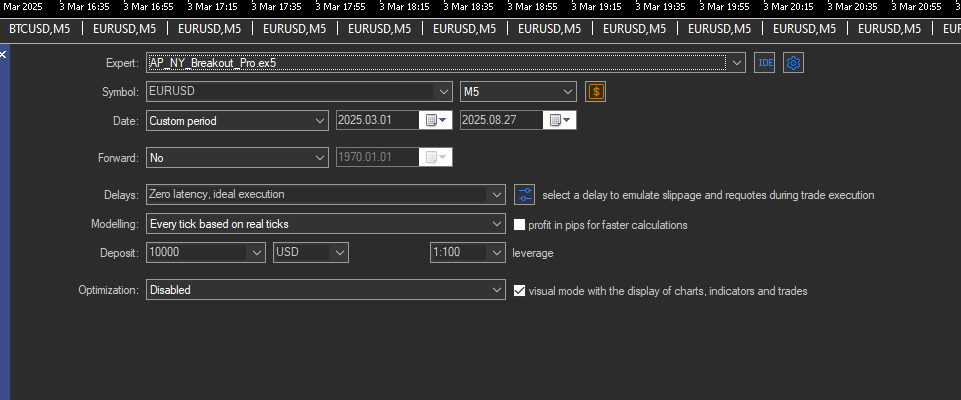 Mar 2025 3 Mar 16:35 3 Mar 16:55 3 Mar 17:15 3 Mar 17:35 3 Mar 17:55 3 Mar 18:15 3 Mar 18:35 3 Mar 18:55 3 Mar 19:15 3 Mar 19:35 3 Mar 19:55 3 Mar 20:15 3 Mar 20:35 3 Mar 20:55 3 Ma
BTCUSD,M5 EURUSD,M5 EURUSD,M5 EURUSD,M5 EURUSD,M5 EURUSD,M5 EURUSD,M5 EURUSD,M5 EURUSD,M5 EURUSD,M5 EURUSD,M5 EUR
Expert: AP_NY_Breakout_Pro.ex5 IDE
Symbol: EURUSD M5 $
Date: Custom period 2025.03.01 2025.08.27
Forward: No 1970.01.01
Delays: Zero latency, ideal execution select a delay to emulate slippage and requotes during trade execution
Modelling: Every tick based on real ticks profit in pips for faster calculations
Deposit: 10000 USD 1:100 leverage
Optimization: Disabled visual mode with the display of charts, indicators and trades